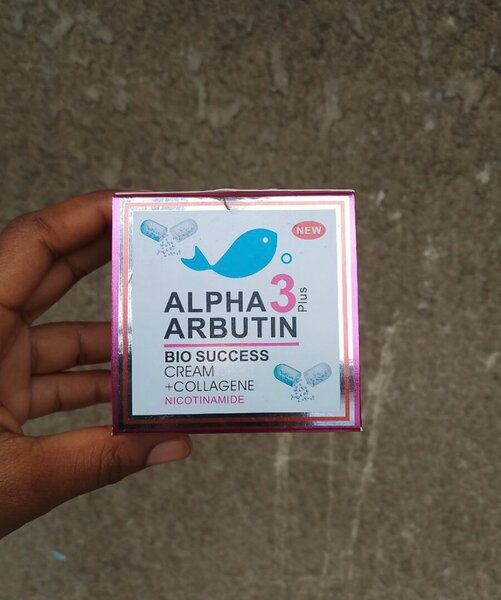 NEW
ALPHA 3 Plus
ARBUTIN
BIO SUCCESS
CREAM
+COLLAGENE
NICOTINAMIDE